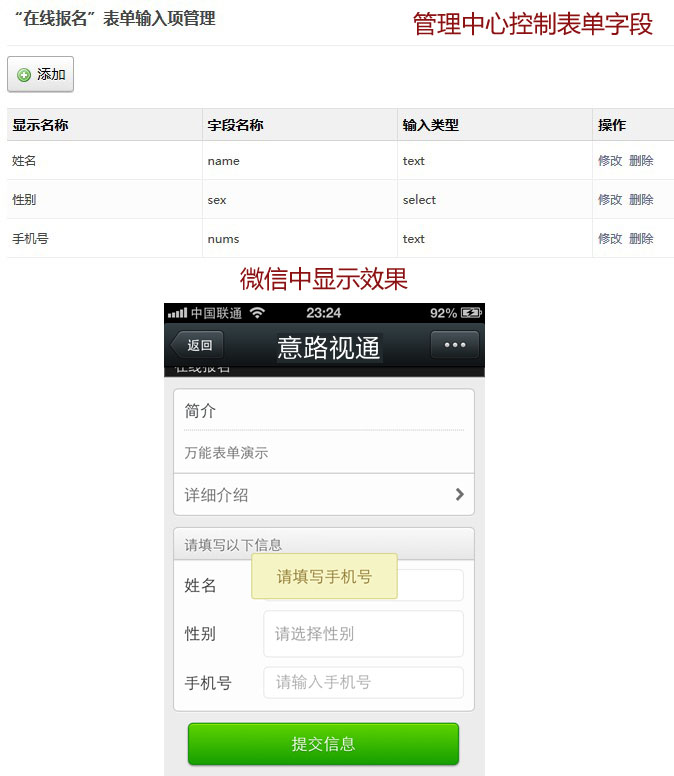 “在线报名”表单输入项管理
管理中心控制表单字段
添加
显示名称 字段名称 输入类型 操作
姓名 name text 修改 删除
性别 sex select 修改 删除
手机号 nums text 修改 删除
微信中显示效果
中国联通 23:24 92%
返回 意路视通
在线报名
简介
万能表单演示
详细介绍
请填写以下信息
请填写手机号
姓名
性别 请选择性别
手机号 请输入手机号
提交信息